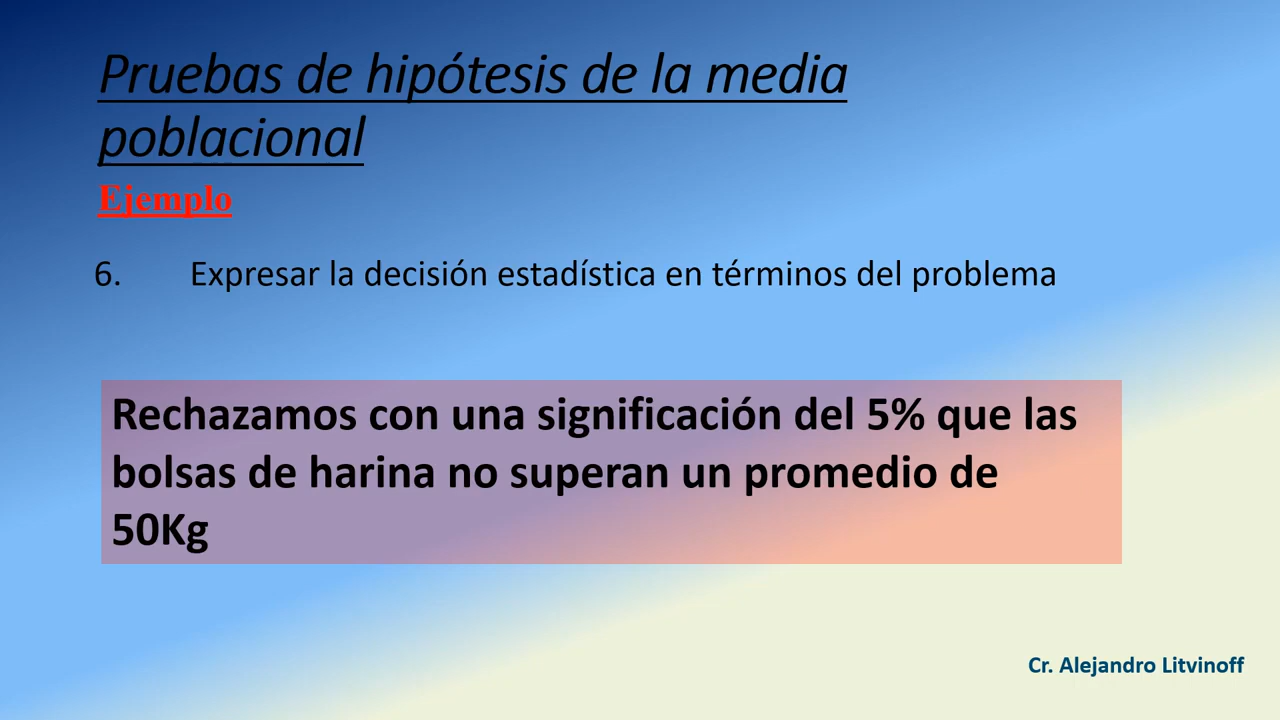 Pruebas de hipótesis de la media
poblacional
Ejemplo
6. Expresar la decisión estadística en términos del problema
Rechazamos con una significación del 5% que las
bolsas de harina no superan un promedio de
50Kg
Cr. Alejandro Litvinoff